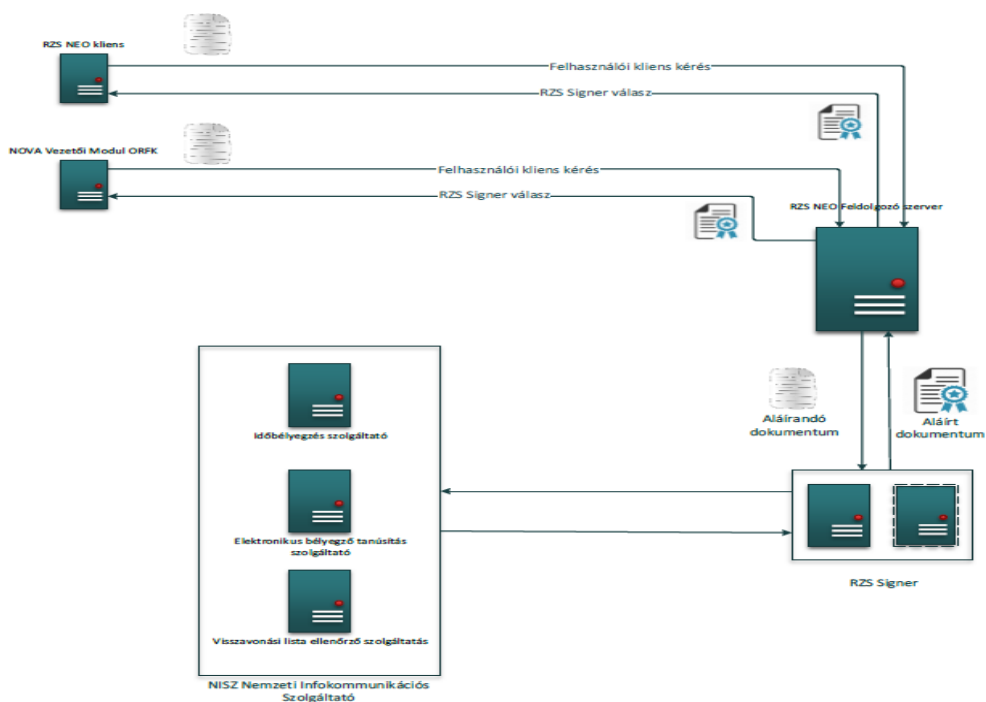 RZS NEO kliens
Felhasználói kliens kérés
RZS Signer válasz
NOVA Vezetői Modul ORFK
Felhasználói kliens kérés
RZS Signer válasz
RZS NEO Feldolgozó szerver
Időbélyegzés szolgáltató
Elektronikus bélyegző tanúsítás
szolgáltató
Visszavonási lista ellenőrző szolgáltatás
NISZ Nemzeti Infokommunikációs
Szolgáltató
Aláírandó
dokumentum
Aláírt
dokumentum
RZS Signer